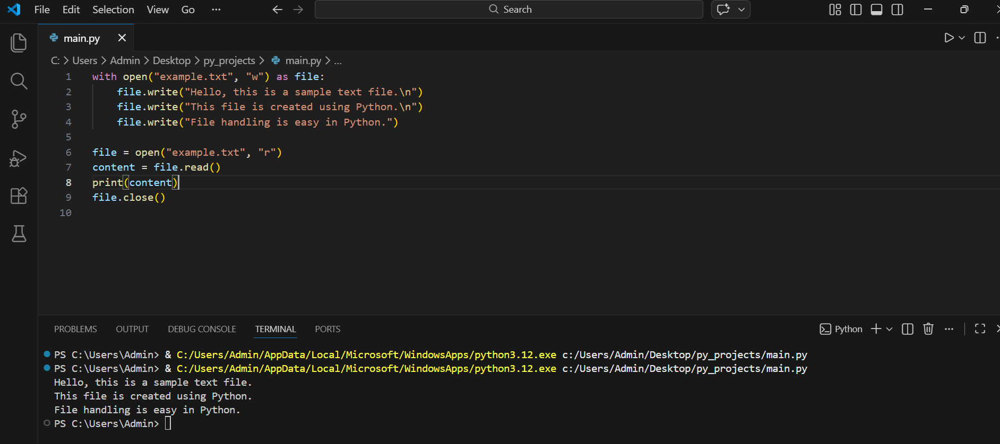 File Edit Selection View Go ... Search
main.py
C: > Users > Admin > Desktop > py_projects > main.py > ...
1 with open("example.txt", "w") as file:
2     file.write("Hello, this is a sample text file.\n")
3     file.write("This file is created using Python.\n")
4     file.write("File handling is easy in Python.")
5
6 file = open("example.txt", "r")
7 content = file.read()
8 print(content)
9 file.close()
10
PROBLEMS OUTPUT DEBUG CONSOLE TERMINAL PORTS Python
PS C:\Users\Admin> & C:/Users/Admin/AppData/Local/Microsoft/WindowsApps/python3.12.exe c:/Users/Admin/Desktop/py_projects/main.py
PS C:\Users\Admin> & C:/Users/Admin/AppData/Local/Microsoft/WindowsApps/python3.12.exe c:/Users/Admin/Desktop/py_projects/main.py
Hello, this is a sample text file.
This file is created using Python.
File handling is easy in Python.
PS C:\Users\Admin>